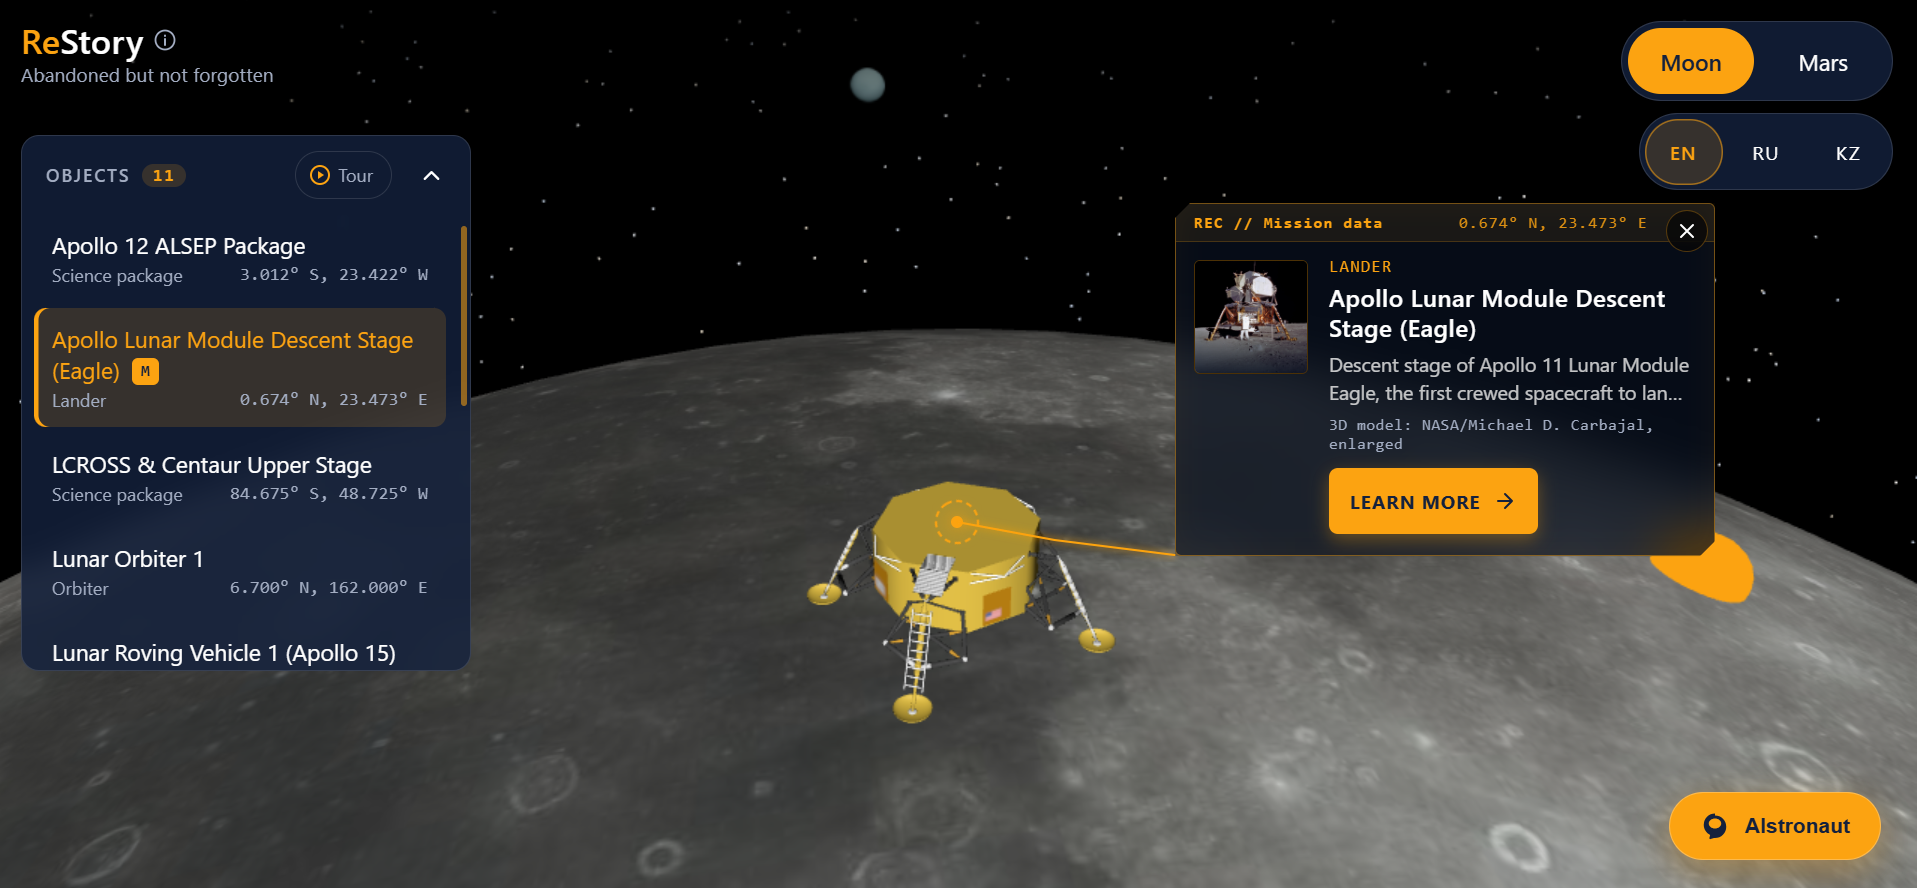 ReStory
Abandoned but not forgotten
Moon
Mars
EN
RU
KZ
OBJECTS 11
Tour
Apollo 12 ALSEP Package
Science package 3.012° S, 23.422° W
Apollo Lunar Module Descent Stage
(Eagle) M
Lander 0.674° N, 23.473° E
LCROSS & Centaur Upper Stage
Science package 84.675° S, 48.725° W
Lunar Orbiter 1
Orbiter 6.700° N, 162.000° E
Lunar Roving Vehicle 1 (Apollo 15)
REC // Mission data 0.674° N, 23.473° E
LANDER
Apollo Lunar Module Descent
Stage (Eagle)
Descent stage of Apollo 11 Lunar Module
Eagle, the first crewed spacecraft to lan...
3D model: NASA/Michael D. Carbajal,
enlarged
LEARN MORE
AIstronaut